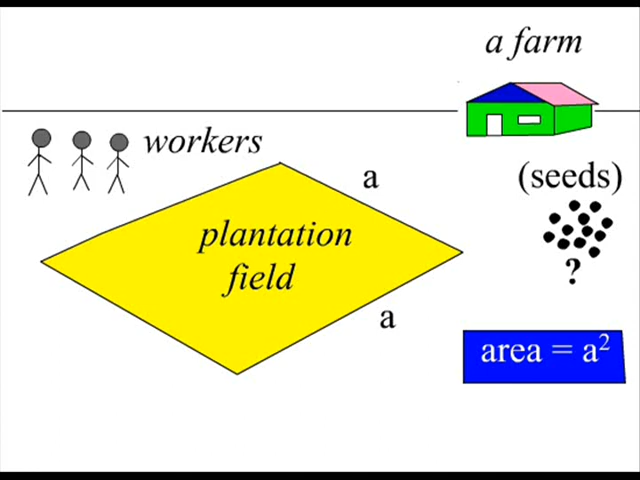 a farm
workers
a
(seeds)
plantation
field
?
a
area = a²